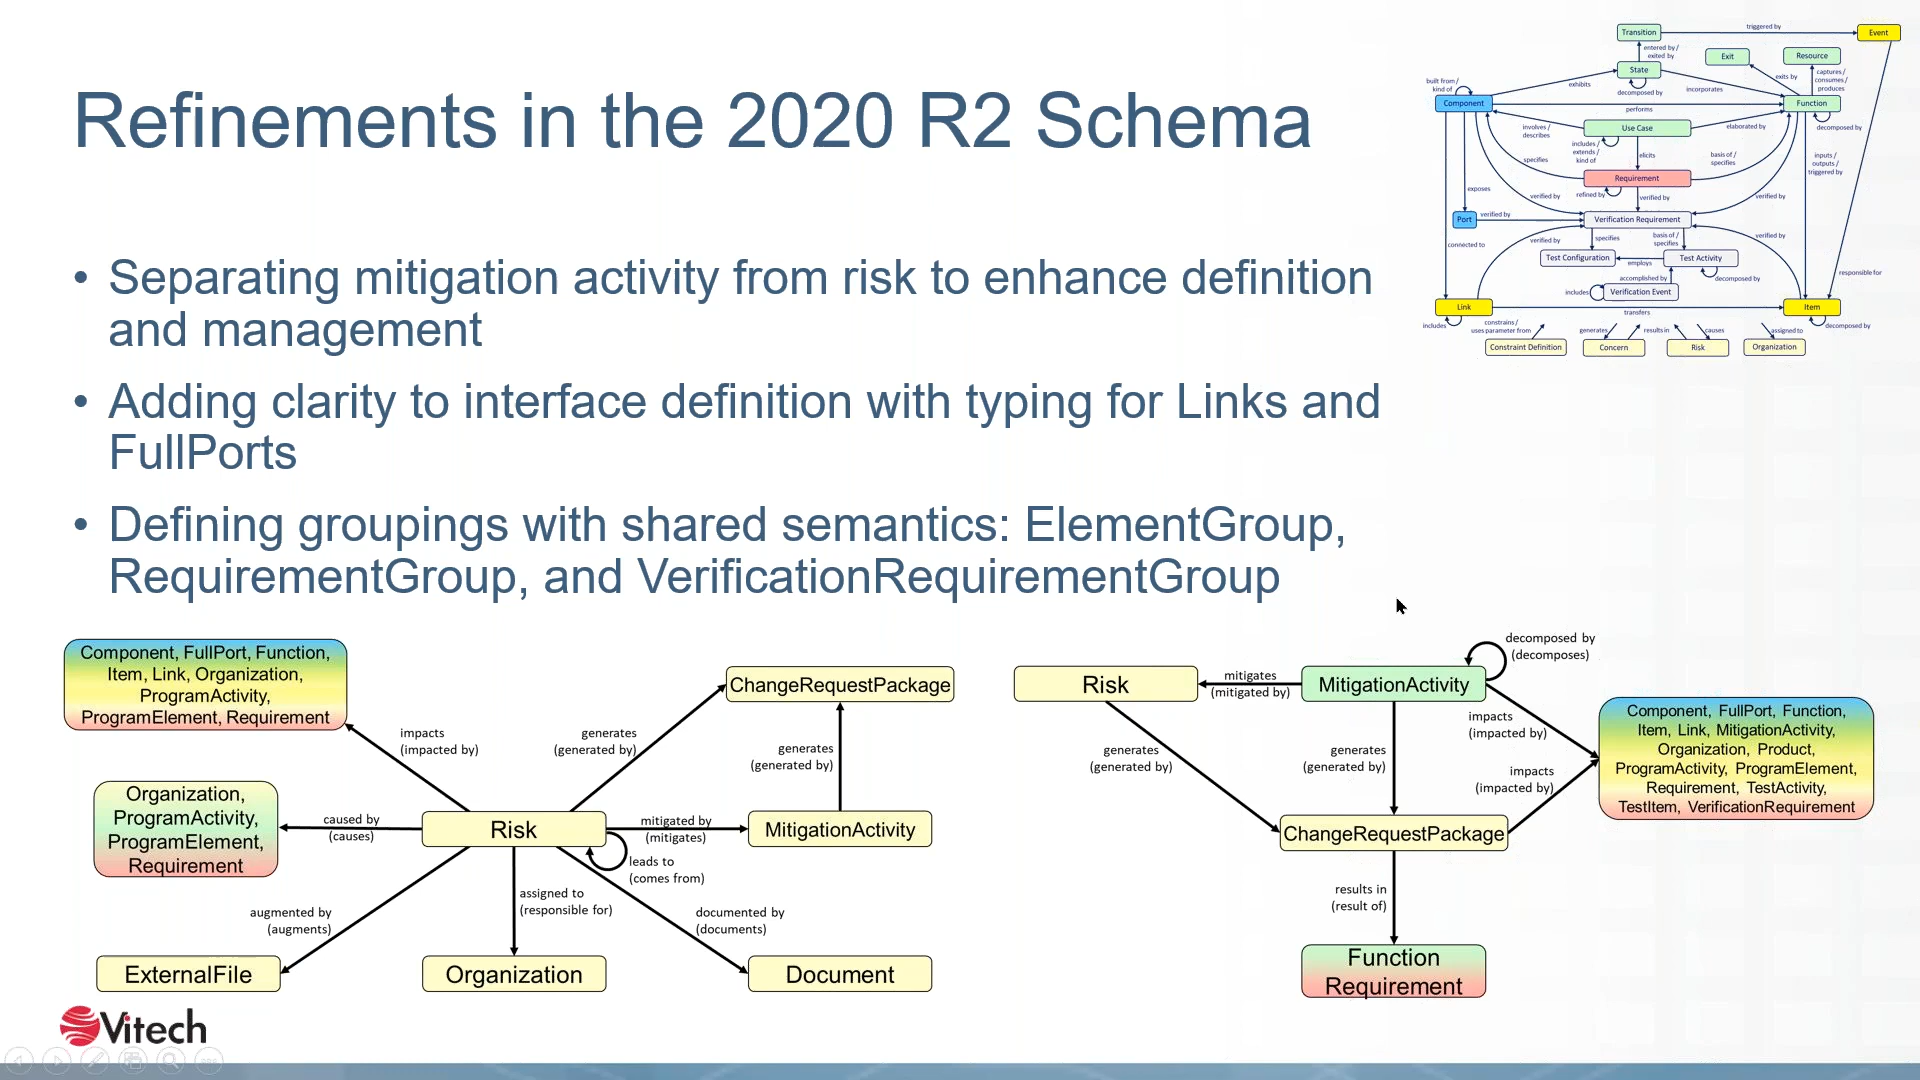 Refinements in the 2020 R2 Schema
• Separating mitigation activity from risk to enhance definition
and management
• Adding clarity to interface definition with typing for Links and
FullPorts
• Defining groupings with shared semantics: ElementGroup,
RequirementGroup, and VerificationRequirementGroup
Transition
triggered by
Event
entered by /
exited by
Exit
Resource
State
exits by
captures /
consumes /
produces
built from /
kind of
exhibits
decomposed by
incorporates
Component
performs
Function
involves /
describes
Use Case
elaborated by
decomposed by
includes /
extends /
kind of
elicits
specifies
basis of /
specifies
inputs /
outputs /
triggered by
Requirement
exposes
refined by
verified by
verified by
verified by
Port
verified by
Verification Requirement
connected to
verified by
specifies
basis of /
specifies
verified by
Test Configuration
employs
Test Activity
accomplished by
decomposed by
responsible for
includes
Verification Event
Link
transfers
Item
includes
constrains /
uses parameter from
generates
results in
causes
assigned to
decomposed by
Constraint Definition
Concern
Risk
Organization
Component, FullPort, Function,
Item, Link, Organization,
ProgramActivity,
ProgramElement, Requirement
impacts
(impacted by)
generates
(generated by)
ChangeRequestPackage
generates
(generated by)
Organization,
ProgramActivity,
ProgramElement,
Requirement
caused by
(causes)
Risk
mitigated by
(mitigates)
MitigationActivity
leads to
(comes from)
augmented by
(augments)
assigned to
(responsible for)
documented by
(documents)
ExternalFile
Organization
Document
Risk
mitigates
(mitigated by)
MitigationActivity
decomposed by
(decomposes)
generates
(generated by)
generates
(generated by)
impacts
(impacted by)
impacts
(impacted by)
Component, FullPort, Function,
Item, Link, MitigationActivity,
Organization, Product,
ProgramActivity, ProgramElement,
Requirement, TestActivity,
TestItem, VerificationRequirement
ChangeRequestPackage
results in
(result of)
Function
Requirement
Vitech